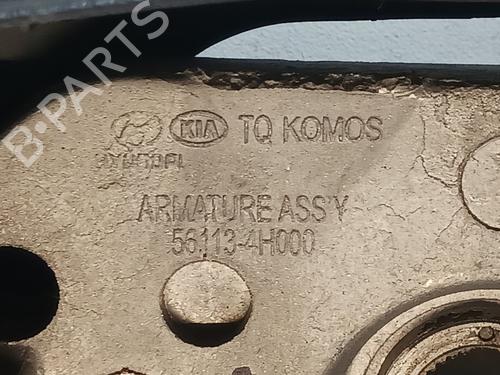 B-PARTS
KIA TQ KOMOS
HYUNDAI
ARMATURE ASS'Y
56113-4H000